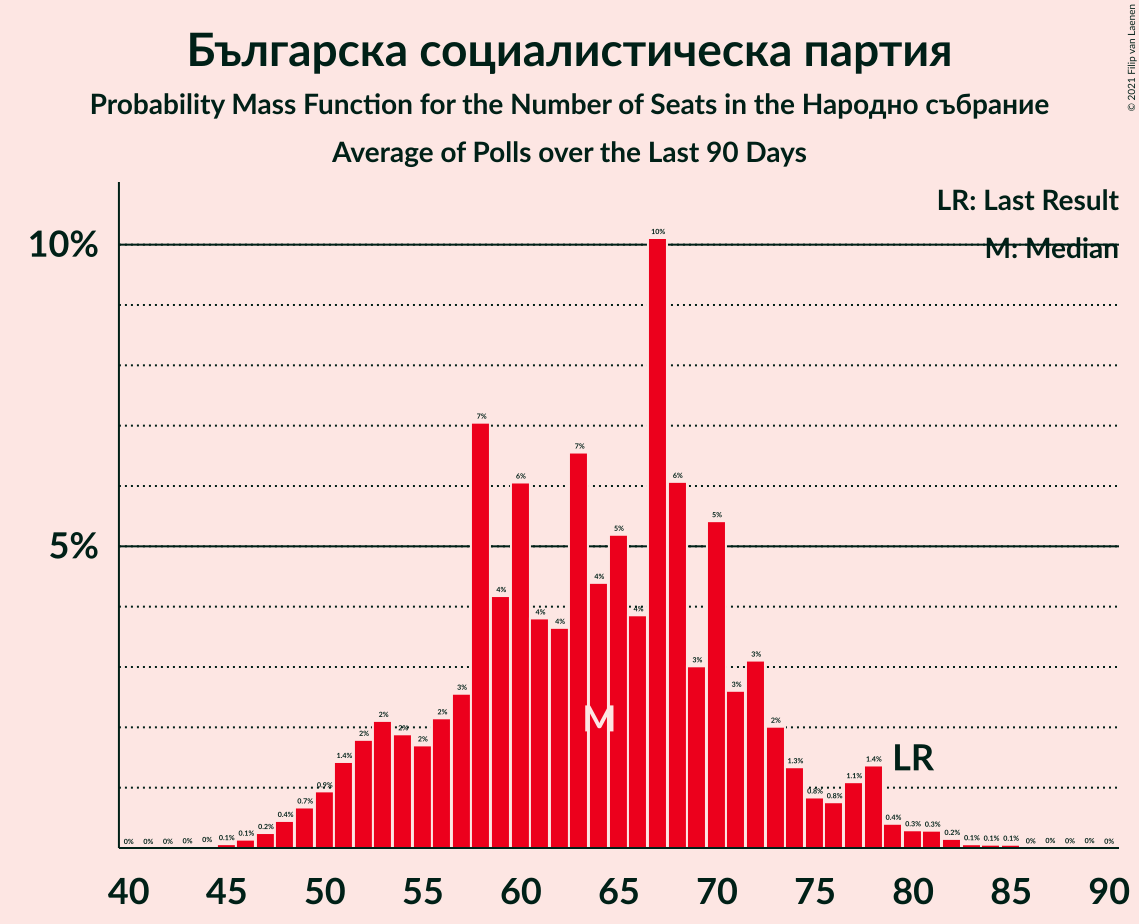 Българска социалистическа партия
Probability Mass Function for the Number of Seats in the Народно събрание
Average of Polls over the Last 90 Days
© 2021 Filip van Laenen
LR: Last Result
M: Median
10%
5%
0% 0% 0% 0% 0% 0.1% 0.1% 0.2% 0.4% 0.7% 0.9% 1.4% 2% 2% 2% 2% 2% 3% 7% 4% 6% 4% 4% 7% 4% 5% 4% 10% 6% 3% 5% 3% 3% 2% 1.3% 0.8% 0.8% 1.1% 1.4% 0.4% 0.3% 0.3% 0.2% 0.1% 0.1% 0.1% 0% 0% 0% 0% 0%
M
LR
40 45 50 55 60 65 70 75 80 85 90